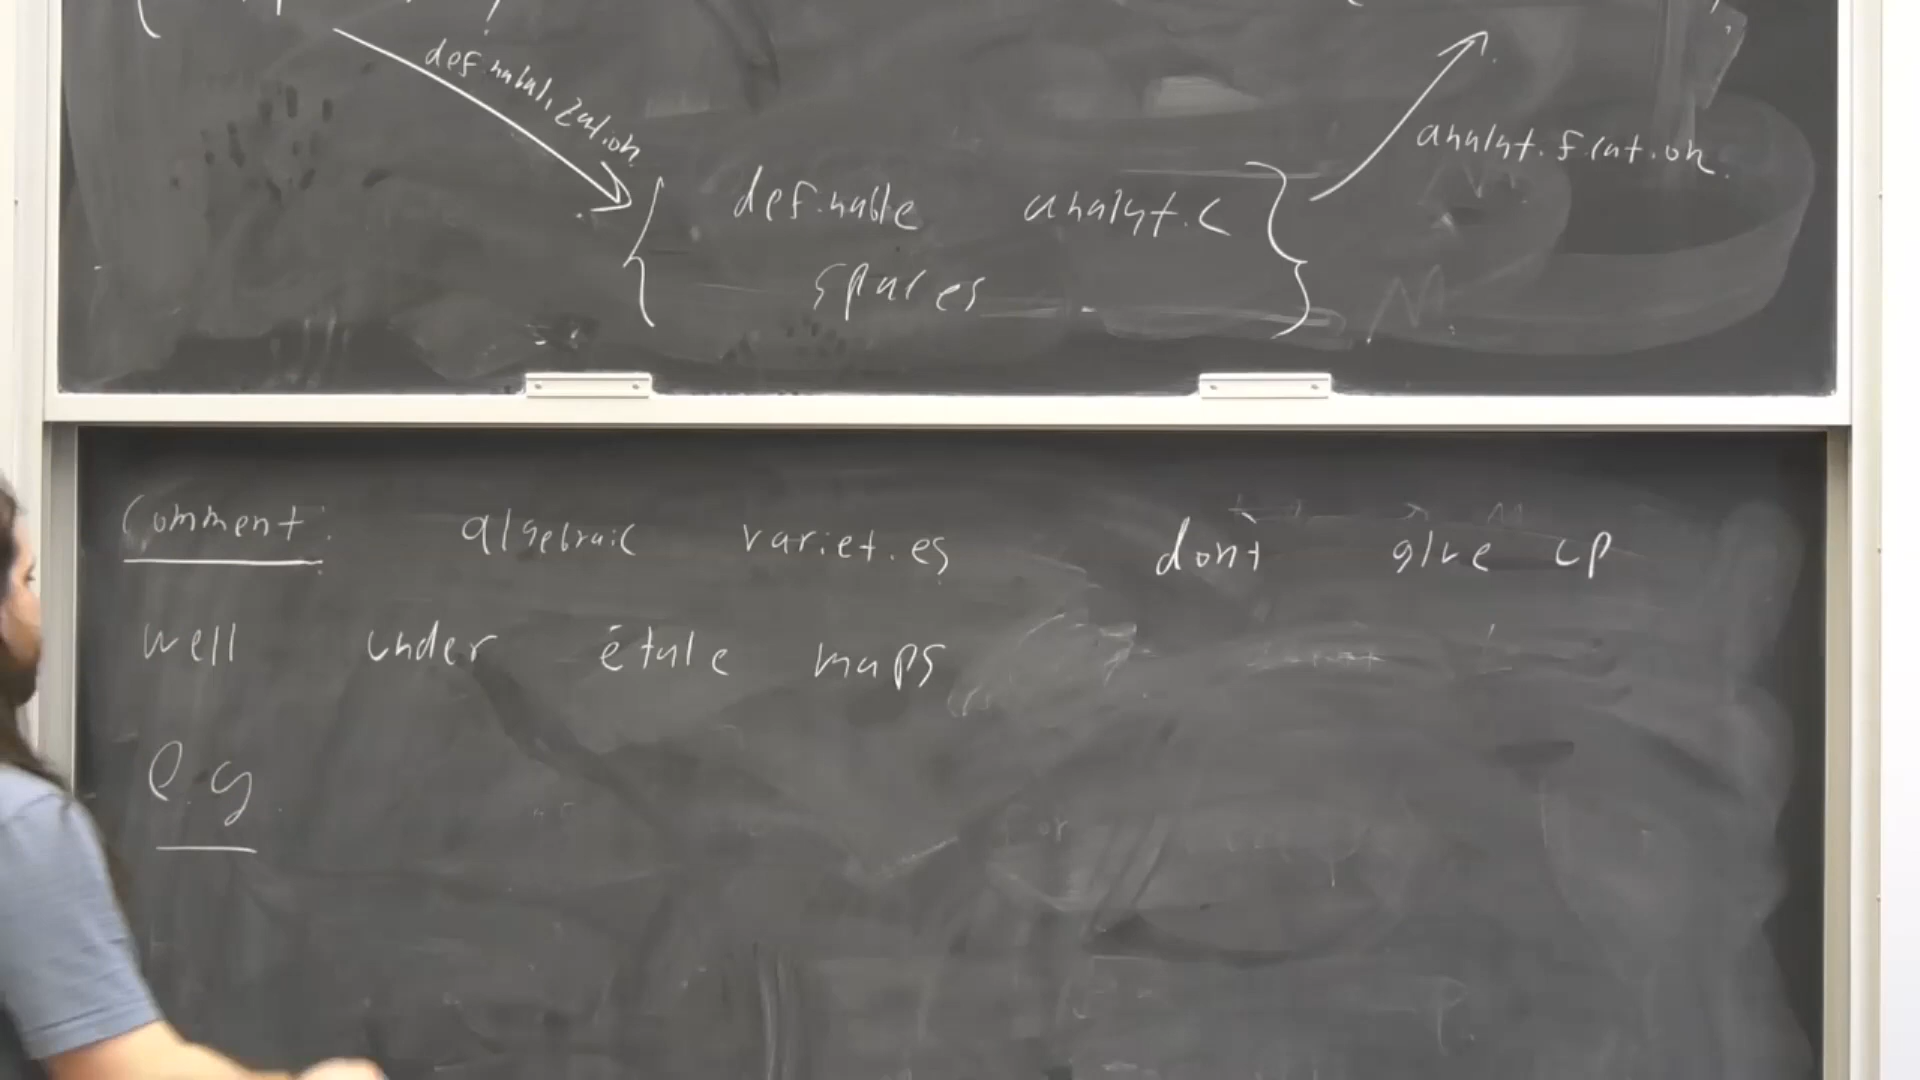 definabilization
analytification
{ definable analytic
spaces }
Comment: algebraic varieties dont glue up
well under étale maps
e.g.